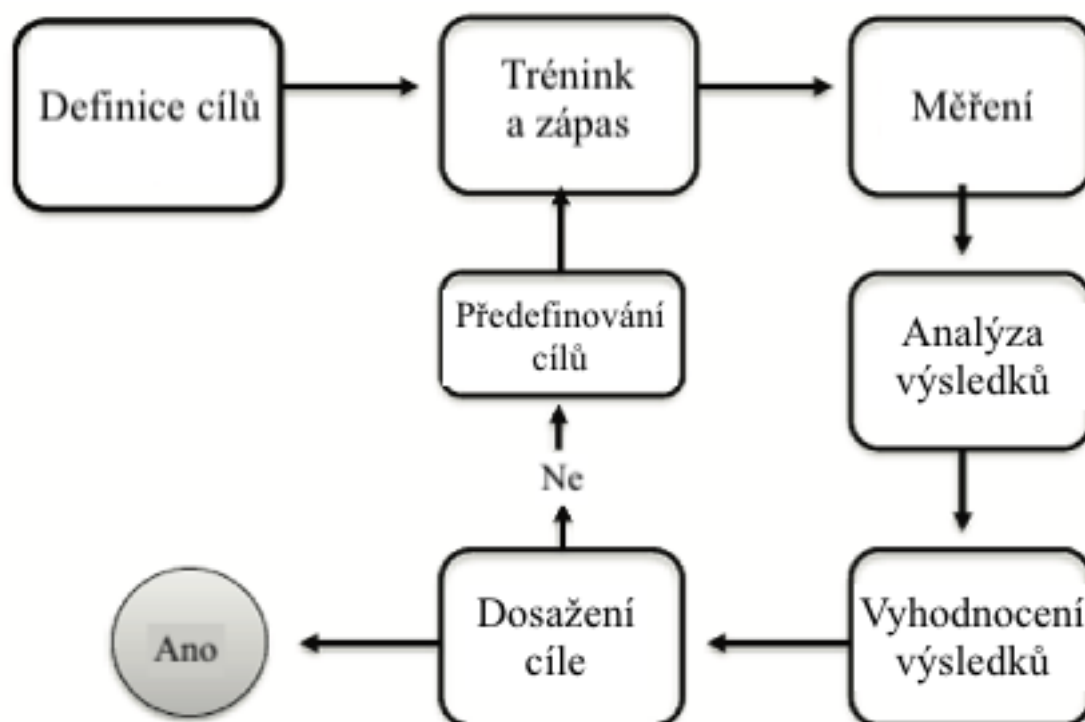 Definice cílů
Trénink
a zápas
Měření
Předefinování
cílů
Analýza
výsledků
Ne
Ano
Dosažení
cíle
Vyhodnocení
výsledků